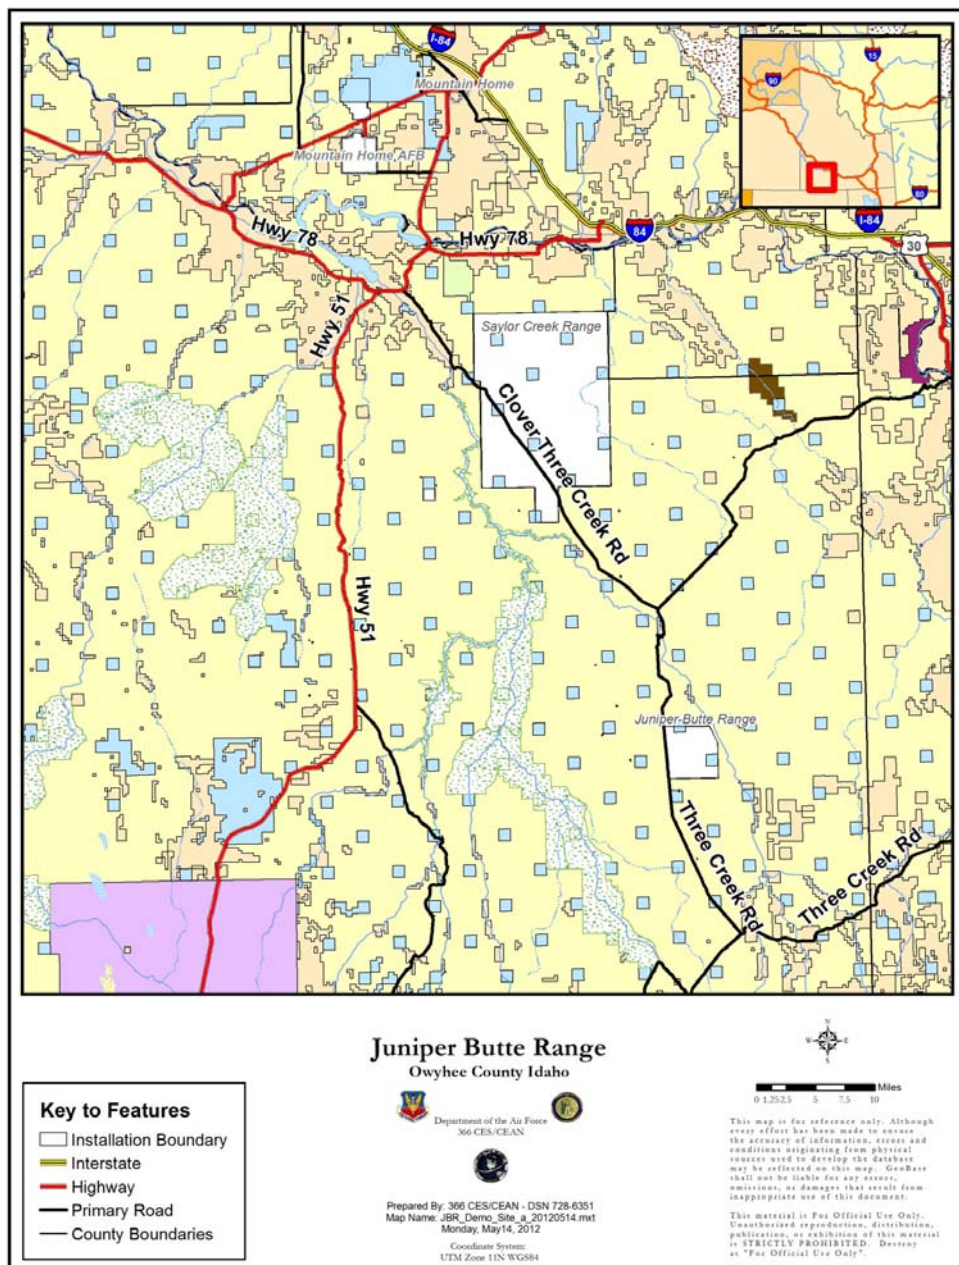 I-84
Mountain Home
Mountain Home AFB
15
90
80
Hwy 78
Hwy 78
84
I-84
30
Hwy 51
Saylor Creek Range
Clover Three Creek Rd
Hwy 51
Juniper Butte Range
Three Creek Rd
Three Creek Rd
Juniper Butte Range
Owyhee County Idaho
Department of the Air Force
366 CES/CEAN
Prepared By: 366 CES/CEAN - DSN 728-6351
Map Name: JBR_Demo_Site_a_20120514.mxt
Monday, May14, 2012
Coordinate System:
UTM Zone 11N WGS84
Key to Features
Installation Boundary
Interstate
Highway
Primary Road
County Boundaries
N
W E
S
Miles
0 1.25 2.5 5 7.5 10
This map is for reference only. Although
every effort has been made to ensure
the accuracy of information, errors and
conditions originating from physical
sources used to develop the database
may be reflected on this map. GeoBase
shall not be liable for any errors,
omissions, or damages that result from
inappropriate use of this document.
This material is For Official Use Only.
Unauthorized reproduction, distribution,
publication, or exhibition of this material
is STRICTLY PROHIBITED. Destroy
as "For Official Use Only".